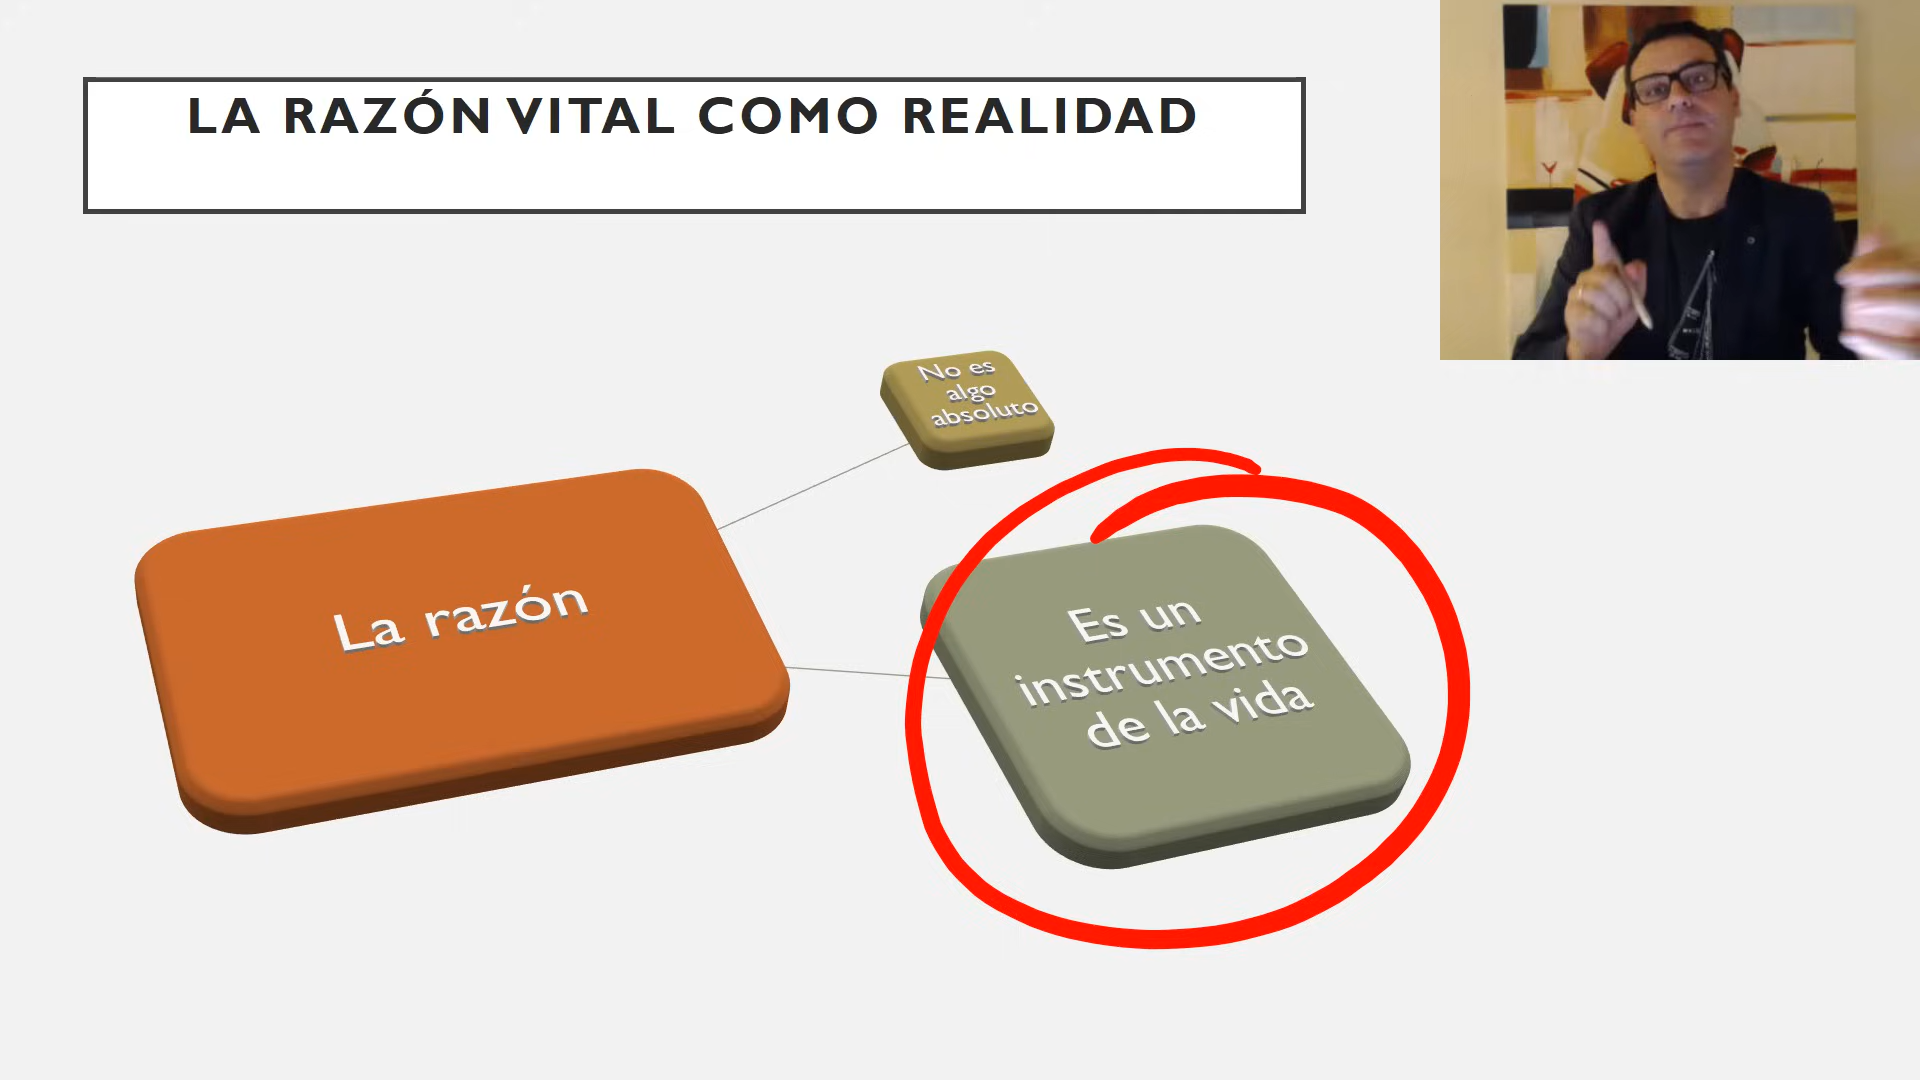 LA RAZÓN VITAL COMO REALIDAD
No es
algo
absoluto
La razón
Es un
instrumento
de la vida